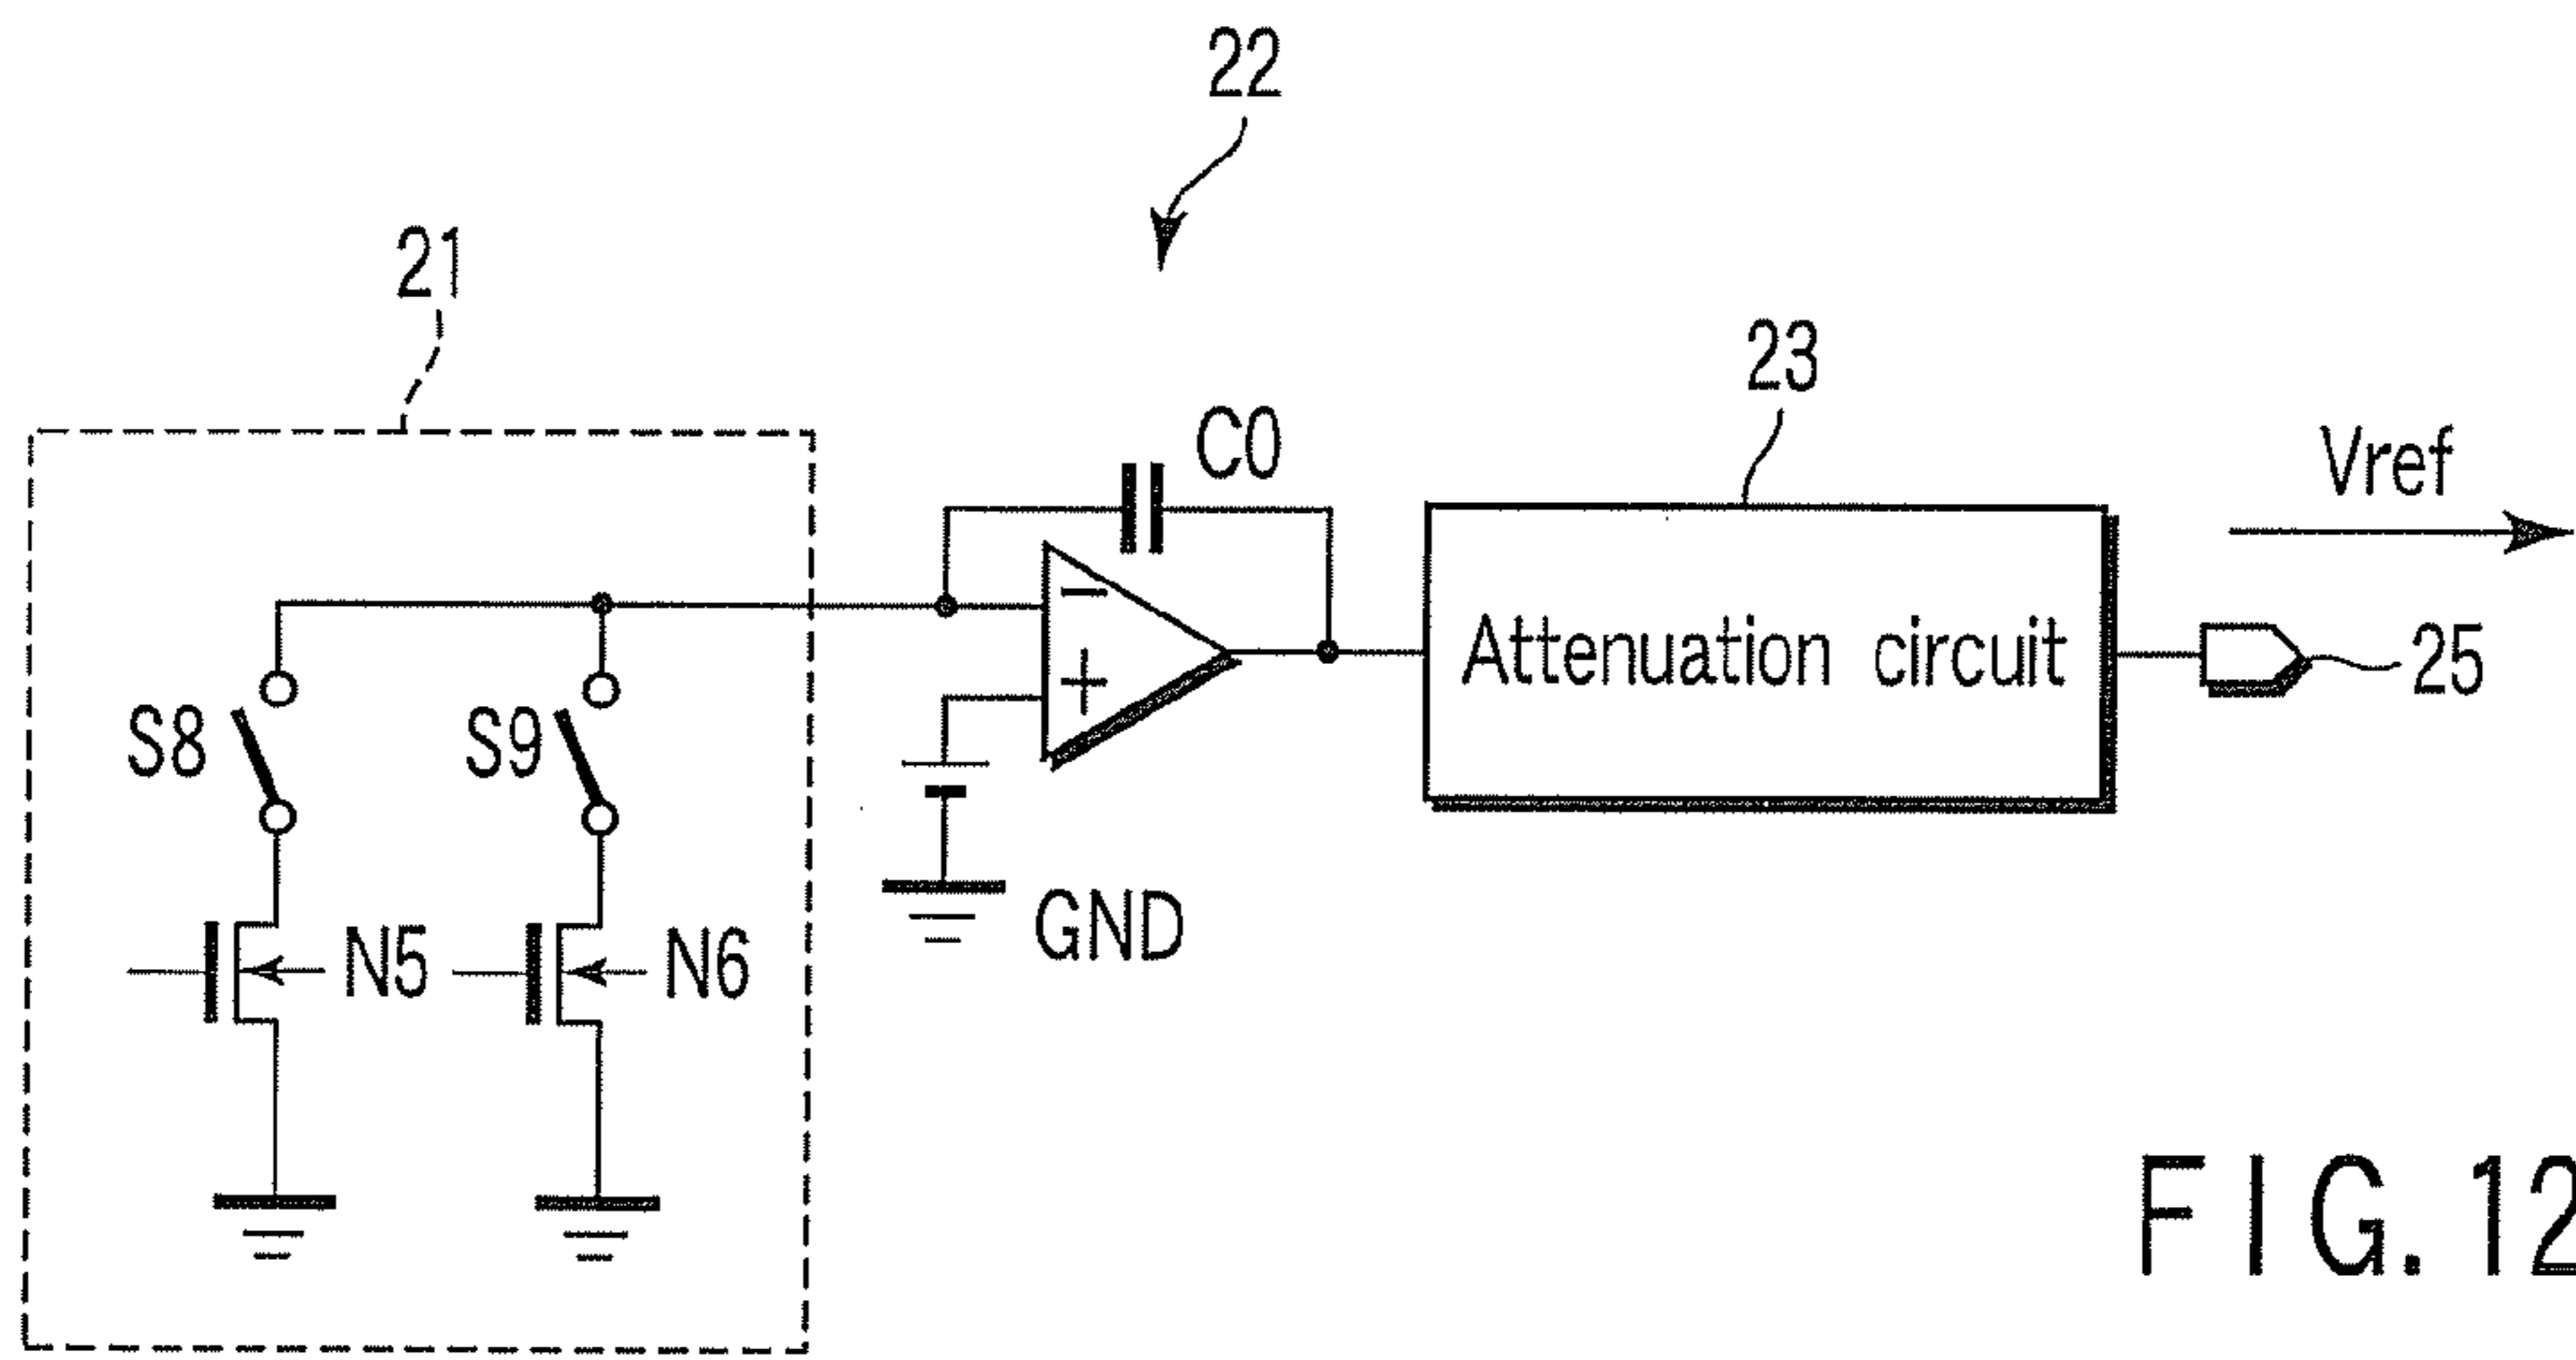 22
21
23
C0
Vref
Attenuation circuit
25
S8
S9
N5
N6
GND
FIG. 12